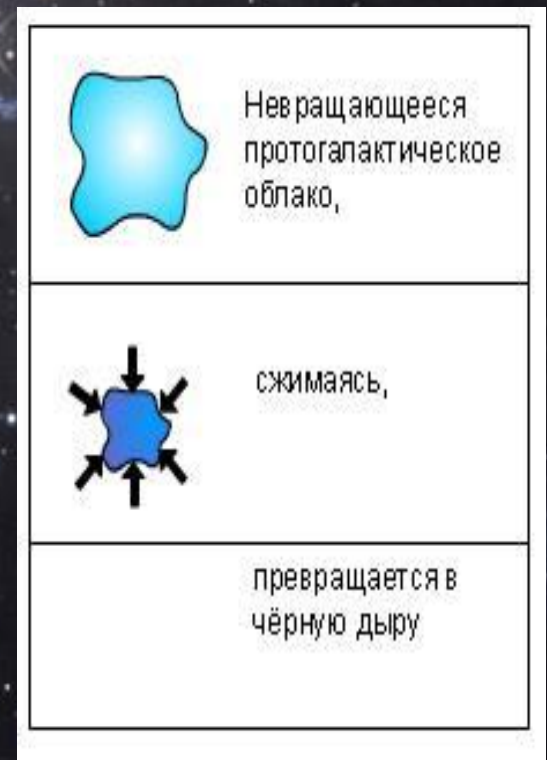 Невращающееся
протогалактическое
облако,
сжимаясь,
превращается в
чёрную дыру